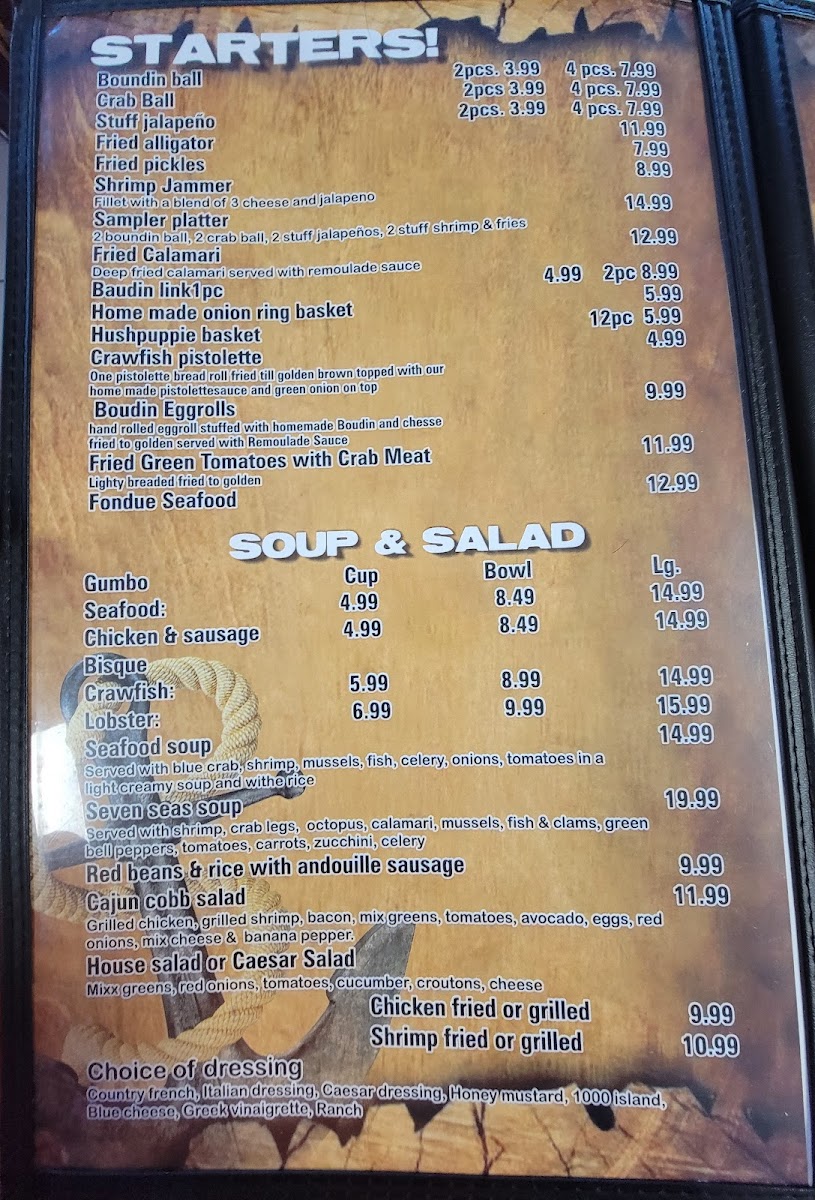 STARTERS!
Boundin ball 2pcs. 3.99 4 pcs. 7.99
Crab Ball 2pcs 3.99 4 pcs. 7.99
Stuff jalapeño 2pcs. 3.99 4 pcs. 7.99
Fried alligator 11.99
Fried pickles 7.99
Shrimp Jammer 8.99
Fillet with a blend of 3 cheese and jalapeno
Sampler platter 14.99
2 boundin ball, 2 crab ball, 2 stuff jalapeños, 2 stuff shrimp & fries
Fried Calamari 12.99
Deep fried calamari served with remoulade sauce
Baudin link1pc 4.99 2pc 8.99
Home made onion ring basket 5.99
Hushpuppie basket 12pc 5.99
Crawfish pistolette 4.99
One pistolette bread roll fried till golden brown topped with our
home made pistolettesauce and green onion on top
Boudin Eggrolls 9.99
hand rolled eggroll stuffed with homemade Boudin and chesse
fried to golden served with Remoulade Sauce
Fried Green Tomatoes with Crab Meat 11.99
Lighty breaded fried to golden
Fondue Seafood 12.99
SOUP & SALAD
Gumbo Cup Bowl Lg.
Seafood: 4.99 8.49 14.99
Chicken & sausage 4.99 8.49 14.99
Bisque
Crawfish: 5.99 8.99 14.99
Lobster: 6.99 9.99 15.99
Seafood soup 14.99
Served with blue crab, shrimp, mussels, fish, celery, onions, tomatoes in a
light creamy soup and withe rice
Seven seas soup 19.99
Served with shrimp, crab legs, octopus, calamari, mussels, fish & clams, green
bell peppers, tomatoes, carrots, zucchini, celery
Red beans & rice with andouille sausage 9.99
Cajun cobb salad 11.99
Grilled chicken, grilled shrimp, bacon, mix greens, tomatoes, avocado, eggs, red
onions, mix cheese & banana pepper.
House salad or Caesar Salad
Mixx greens, red onions, tomatoes, cucumber, croutons, cheese
Chicken fried or grilled 9.99
Shrimp fried or grilled 10.99
Choice of dressing
Country french, Italian dressing, Caesar dressing, Honey mustard, 1000 island,
Blue cheese, Greek vinaigrette, Ranch